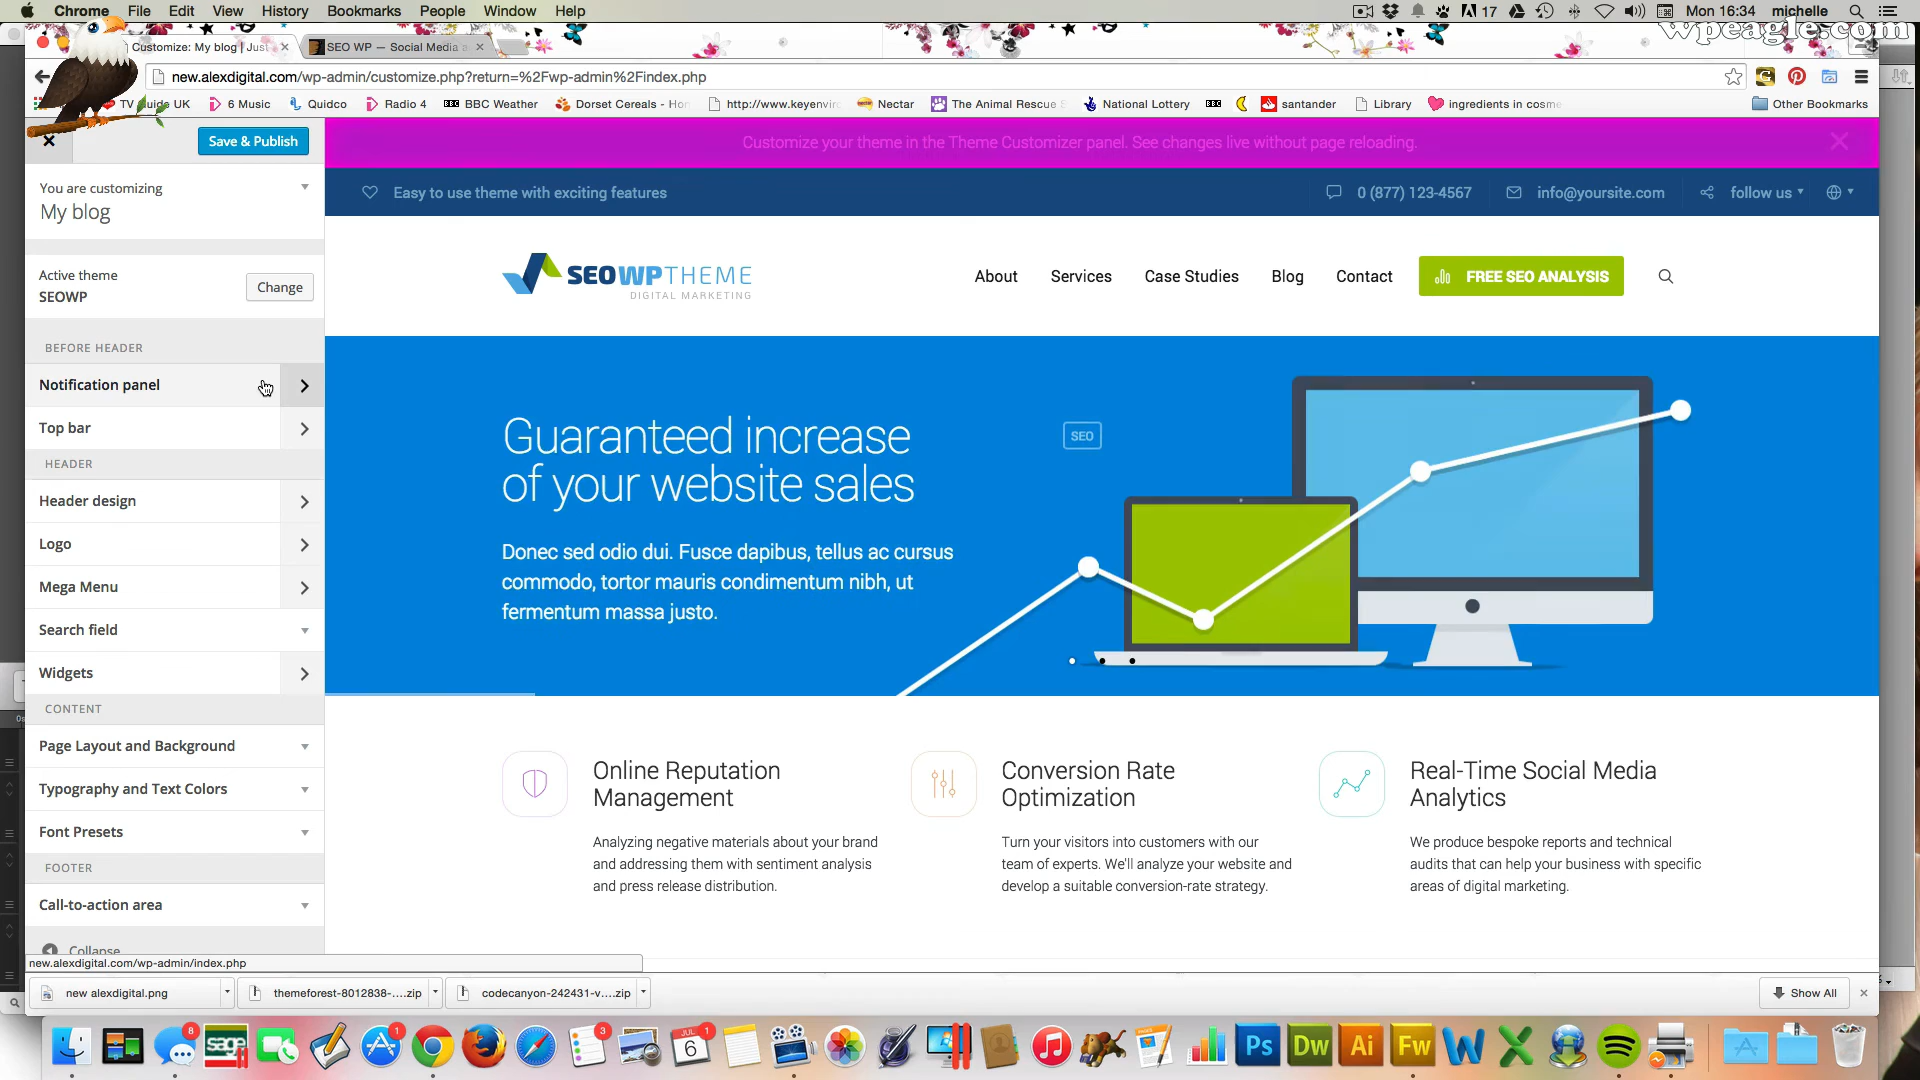 Chrome File Edit View History Bookmarks People Window Help
17 Mon 16:34 michelle
wpeagle.com
Customize: My blog | Just
SEO WP — Social Media a
new.alexdigital.com/wp-admin/customize.php?return=%2Fwp-admin%2Findex.php
TV Guide UK 6 Music Quidco Radio 4 BBC Weather Dorset Cereals - Ho http://www.keyenvir Nectar The Animal Rescue S National Lottery santander Library ingredients in cosme Other Bookmarks
Save & Publish
Customize your theme in the Theme Customizer panel. See changes live without page reloading.
You are customizing
My blog
Easy to use theme with exciting features
0 (877) 123-4567 info@yoursite.com follow us
Active theme
SEOWP
Change
SEOWPTHEME
DIGITAL MARKETING
About Services Case Studies Blog Contact FREE SEO ANALYSIS
BEFORE HEADER
Notification panel
Top bar
HEADER
Header design
Logo
Mega Menu
Search field
Widgets
CONTENT
Page Layout and Background
Typography and Text Colors
Font Presets
FOOTER
Call-to-action area
Collapse
Guaranteed increase
of your website sales
SEO
Donec sed odio dui. Fusce dapibus, tellus ac cursus
commodo, tortor mauris condimentum nibh, ut
fermentum massa justo.
Online Reputation
Management
Analyzing negative materials about your brand
and addressing them with sentiment analysis
and press release distribution.
Conversion Rate
Optimization
Turn your visitors into customers with our
team of experts. We'll analyze your website and
develop a suitable conversion-rate strategy.
Real-Time Social Media
Analytics
We produce bespoke reports and technical
audits that can help your business with specific
areas of digital marketing.
new.alexdigital.com/wp-admin/index.php
new alexdigital.png themeforest-8012838-....zip codecanyon-242431-v....zip Show All
8 sage 1 3 JUL 6 1 Ps Dw Ai Fw